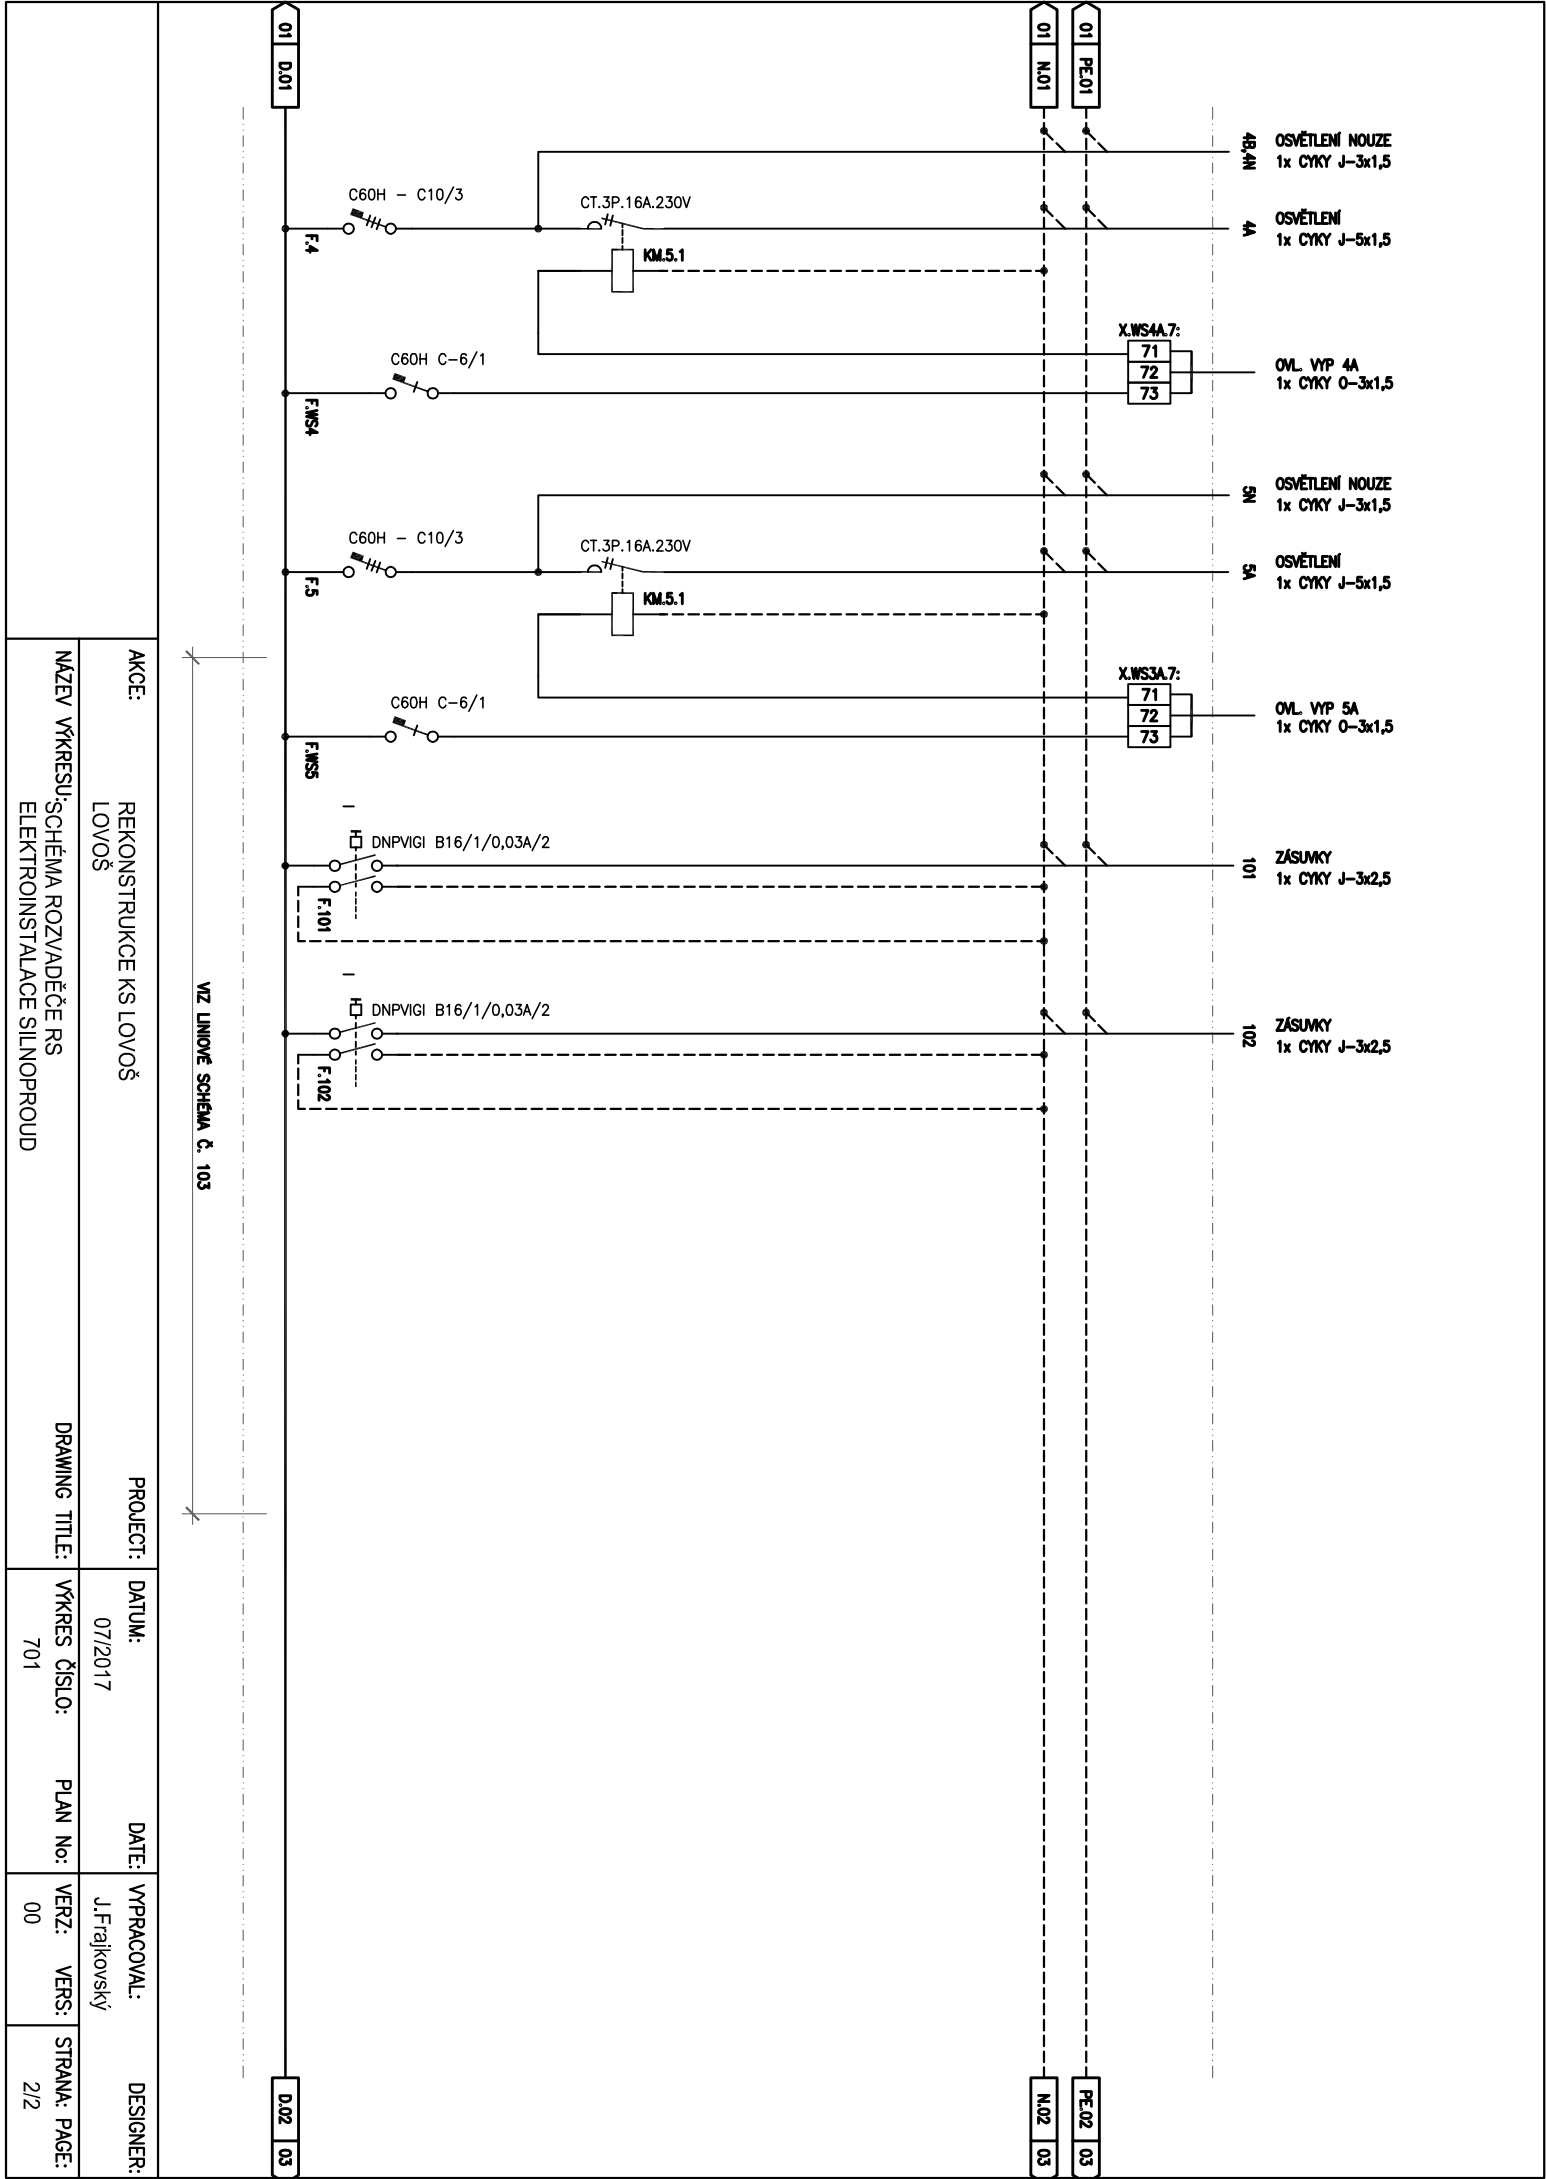 01 D.01
01 N.01
01 PE.01
4B,4N
OSVĚTLENÍ NOUZE
1x CYKY J-3x1,5
C60H - C10/3
F.4
CT.3P.16A.230V
KM.5.1
4A
OSVĚTLENÍ
1x CYKY J-5x1,5
X.WS4A.7:
71
72
73
OVL. VYP 4A
1x CYKY O-3x1,5
C60H C-6/1
F.WS4
5N
OSVĚTLENÍ NOUZE
1x CYKY J-3x1,5
C60H - C10/3
F.5
CT.3P.16A.230V
KM.5.1
5A
OSVĚTLENÍ
1x CYKY J-5x1,5
X.WS3A.7:
71
72
73
OVL. VYP 5A
1x CYKY O-3x1,5
C60H C-6/1
F.WS5
DNPVIGI B16/1/0,03A/2
F.101
101
ZÁSUVKY
1x CYKY J-3x2,5
DNPVIGI B16/1/0,03A/2
F.102
102
ZÁSUVKY
1x CYKY J-3x2,5
VIZ LINIOVÉ SCHÉMA Č. 103
D.02 03
N.02 03
PE.02 03
AKCE:
PROJECT:
REKONSTRUKCE KS LOVOŠ
LOVOŠ
NÁZEV VÝKRESU:
DRAWING TITLE:
SCHÉMA ROZVADĚČE RS
ELEKTROINSTALACE SILNOPROUD
DATUM:
DATE:
07/2017
VÝKRES ČÍSLO:
PLAN No:
701
VYPRACOVAL:
DESIGNER:
J.Frajkovský
VERZ: VERS:
00
STRANA: PAGE:
2/2